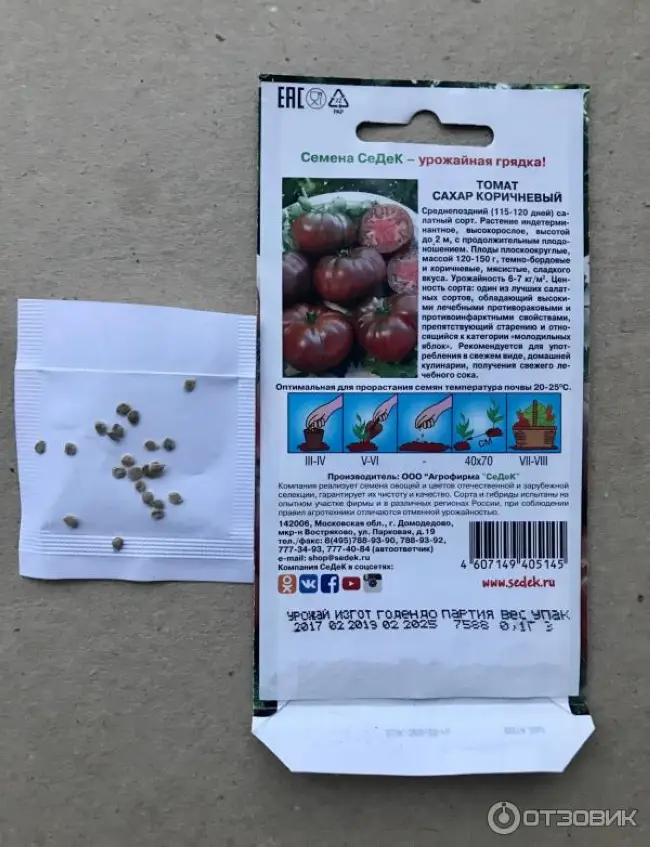 EAC
PAP
Семена СеДеК – урожайная грядка!
ТОМАТ
САХАР КОРИЧНЕВЫЙ
Среднепоздний (115-120 дней) са-
латный сорт. Растение индетерми-
нантное, высокорослое, высотой
до 2 м, с продолжительным плодо-
ношением. Плоды плоскоокруглые,
массой 120-150 г, темно-бордовые
и коричневые, мясистые, сладкого
вкуса. Урожайность 6-7 кг/м². Цен-
ность сорта: один из лучших салат-
ных сортов, обладающий высоки-
ми лечебными противораковыми и
противоинфарктными свойствами,
препятствующий старению и отно-
сящийся к категории «молодильных
яблок». Рекомендуется для упот-
ребления в свежем виде, домашней
кулинарии, получения свежего ле-
чебного сока.
Оптимальная для прорастания семян температура почвы 20-25°С.
СМ
III-IV V-VI - 40х70 VII-VIII
Производитель: ООО "Агрофирма "СеДеК"
Компания реализует семена овощей и цветов отечественной и зарубежной
селекции, гарантирует их чистоту и качество. Сорта и гибриды испытаны на
опытном участке фирмы и в различных регионах России, при соблюдении
правил агротехники отличаются отменной урожайностью.
142006, Московская обл., г. Домодедово,
мкр-н Востряково, ул. Парковая, д.19
тел./факс: 8(495)788-93-90, 788-93-92,
777-34-93, 777-40-84 (автоответчик)
e-mail: shop@sedek.ru
Компания СеДеК в соцсетях:
4 607149 405145
www.sedek.ru
УРОЖАЙ ИЗГОТ ГОДЕНДО ПАРТИЯ ВЕС УПАК
2017 02 2019 02 2025 7588 0,1Г 3
ОТЗОВИК